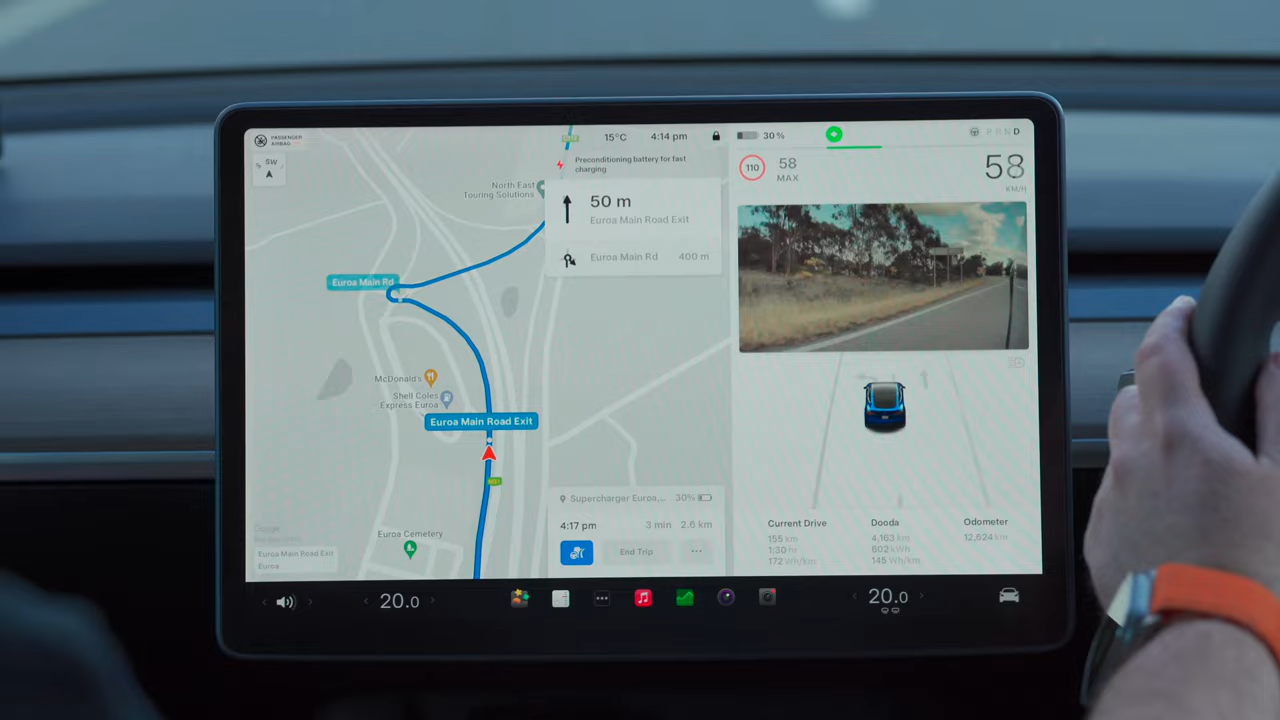 PASSENGER
AIRBAG
SW
15°C
4:14 pm
30 %
P R N D
Preconditioning battery for fast
charging
50 m
Euroa Main Road Exit
Euroa Main Rd 400 m
110
58
MAX
58
KM/H
North East
Touring Solutions
Euroa Main Rd
McDonald's
Shell Coles
Express Euroa
Euroa Main Road Exit
M31
Euroa Cemetery
Google
Euroa Main Road Exit
Euroa
Supercharger Euroa,... 30%
4:17 pm 3 min 2.6 km
End Trip
Current Drive
155 km
1:30 hr
172 Wh/km
Dooda
4,163 km
602 kWh
145 Wh/km
Odometer
12,624 km
20.0
20.0